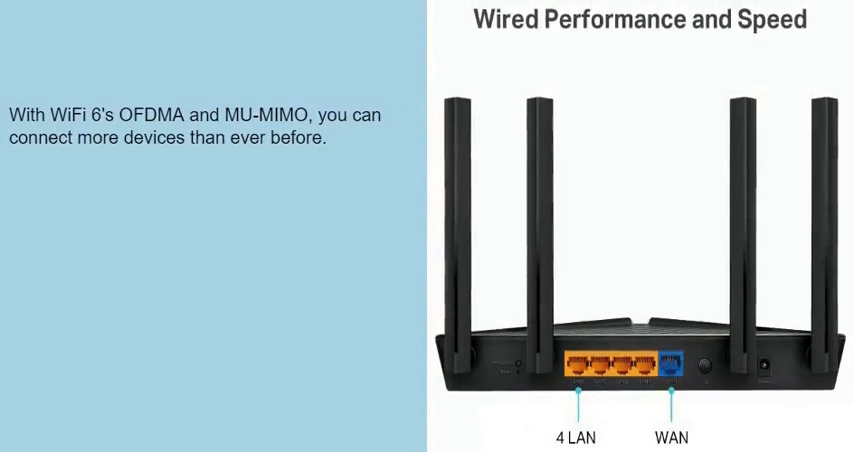 Wired Performance and Speed
With WiFi 6's OFDMA and MU-MIMO, you can
connect more devices than ever before.
4 LAN
WAN